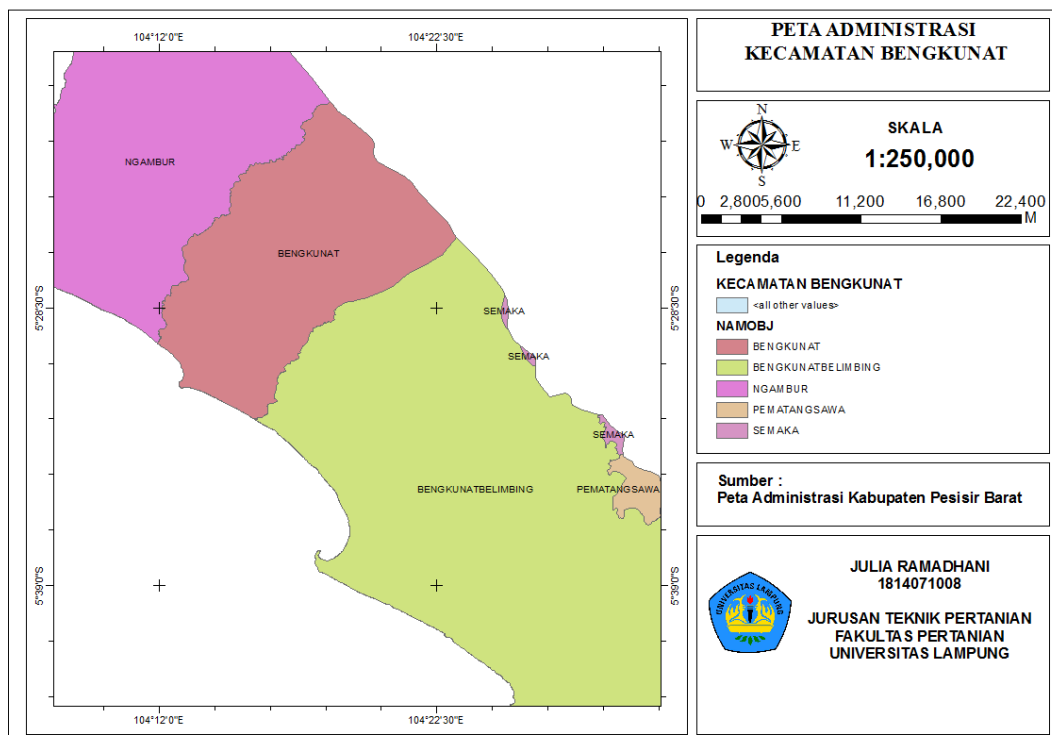 104°12'0"E
104°22'30"E
5°28'30"S
5°28'30"S
5°39'0"S
5°39'0"S
NGAMBUR
BENGKUNAT
SEMAKA
SEMAKA
SEMAKA
BENGKUNATBELIMBING
PEMATANGSAWA
104°12'0"E
104°22'30"E
PETA ADMINISTRASI
KECAMATAN BENGKUNAT
N
W
E
S
SKALA
1:250,000
0 2,800 5,600 11,200 16,800 22,400
M
Legenda
KECAMATAN BENGKUNAT
<all other values>
NAMOBJ
BENGKUNAT
BENGKUNATBELIMBING
NGAMBUR
PEMATANGSAWA
SEMAKA
Sumber :
Peta Administrasi Kabupaten Pesisir Barat
UNIVERSITAS LAMPUNG
JULIA RAMADHANI
1814071008
JURUSAN TEKNIK PERTANIAN
FAKULTAS PERTANIAN
UNIVERSITAS LAMPUNG